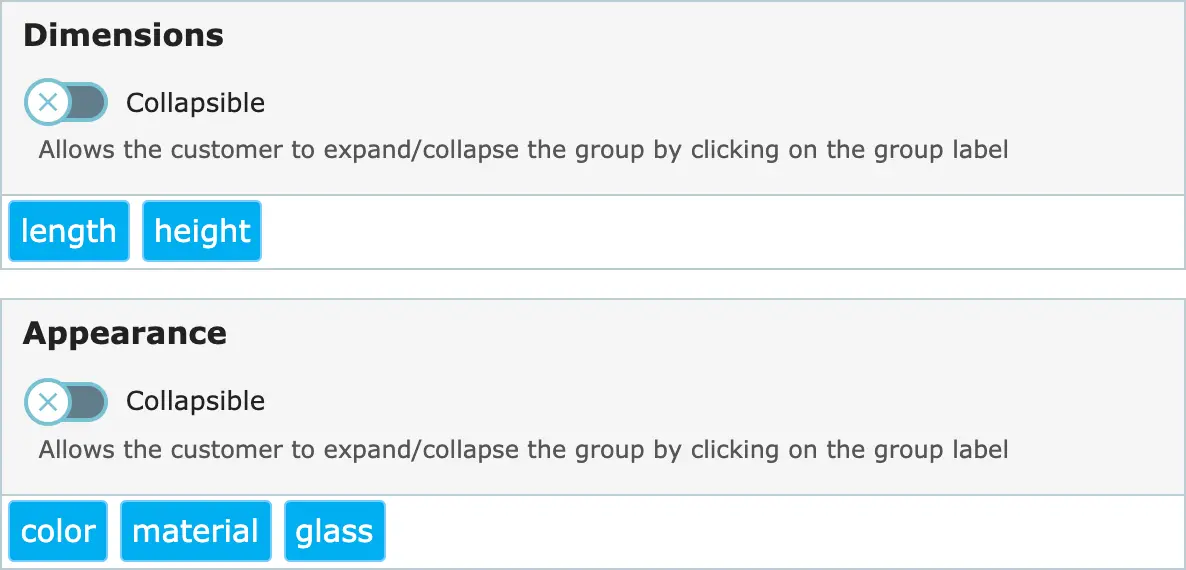 Dimensions
Collapsible
Allows the customer to expand/collapse the group by clicking on the group label
length height
Appearance
Collapsible
Allows the customer to expand/collapse the group by clicking on the group label
color material glass